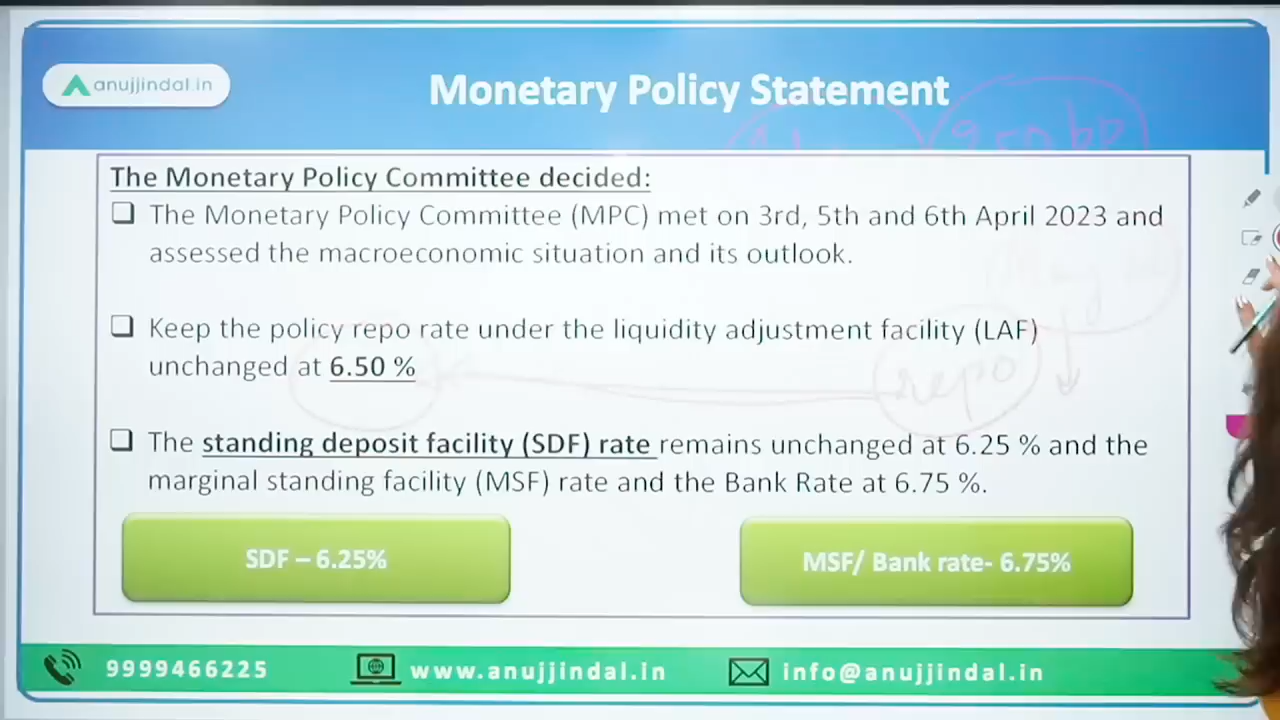 anujjindal.in
Monetary Policy Statement
The Monetary Policy Committee decided:
The Monetary Policy Committee (MPC) met on 3rd, 5th and 6th April 2023 and
assessed the macroeconomic situation and its outlook.
Keep the policy repo rate under the liquidity adjustment facility (LAF)
unchanged at 6.50 %
repo
The standing deposit facility (SDF) rate remains unchanged at 6.25 % and the
marginal standing facility (MSF) rate and the Bank Rate at 6.75 %.
SDF – 6.25%
MSF/ Bank rate- 6.75%
9999466225
www.anujjindal.in
info@anujjindal.in